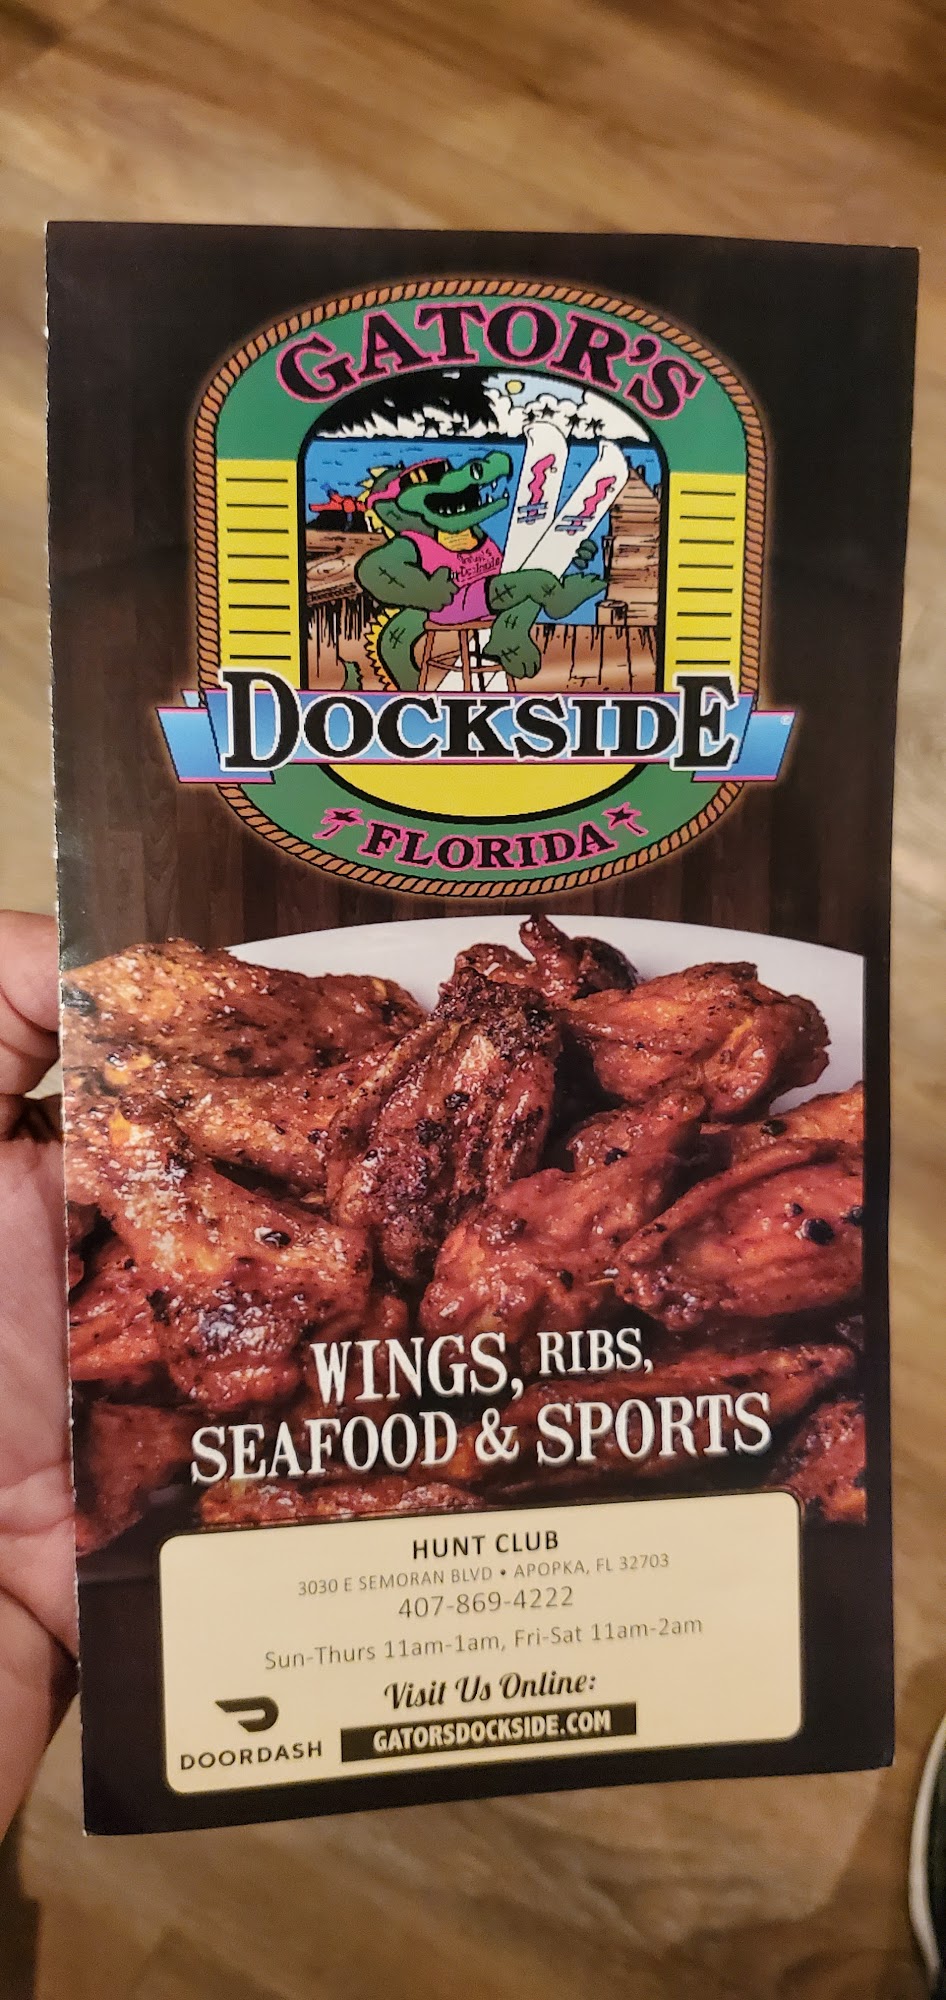 GATOR'S
DOCKSIDE
FLORIDA
WINGS, RIBS,
SEAFOOD & SPORTS
HUNT CLUB
3030 E SEMORAN BLVD • APOPKA, FL 32703
407-869-4222
Sun-Thurs 11am-1am, Fri-Sat 11am-2am
Visit Us Online:
GATORSDOCKSIDE.COM
DOORDASH